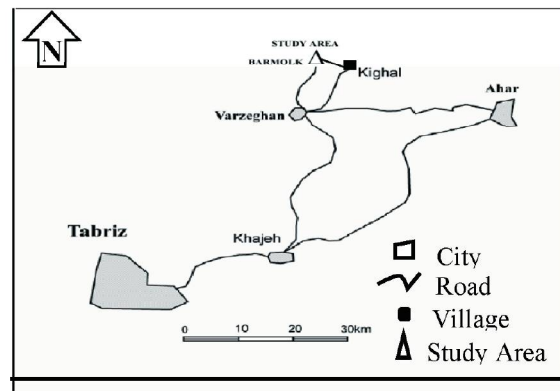 N
STUDY AREA
BARMOLK
Kighal
Ahar
Varzeghan
Khajeh
Tabriz
City
Road
Village
Study Area
0 10 20 30km